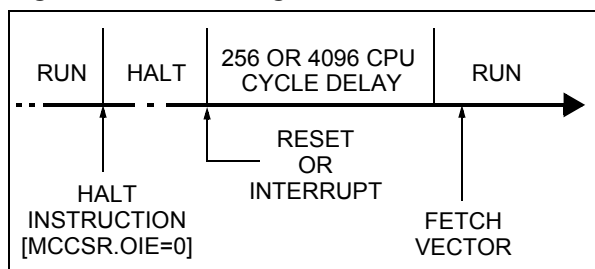 RUN
HALT
256 OR 4096 CPU
CYCLE DELAY
RUN
HALT
INSTRUCTION
[MCCSR.OIE=0]
RESET
OR
INTERRUPT
FETCH
VECTOR